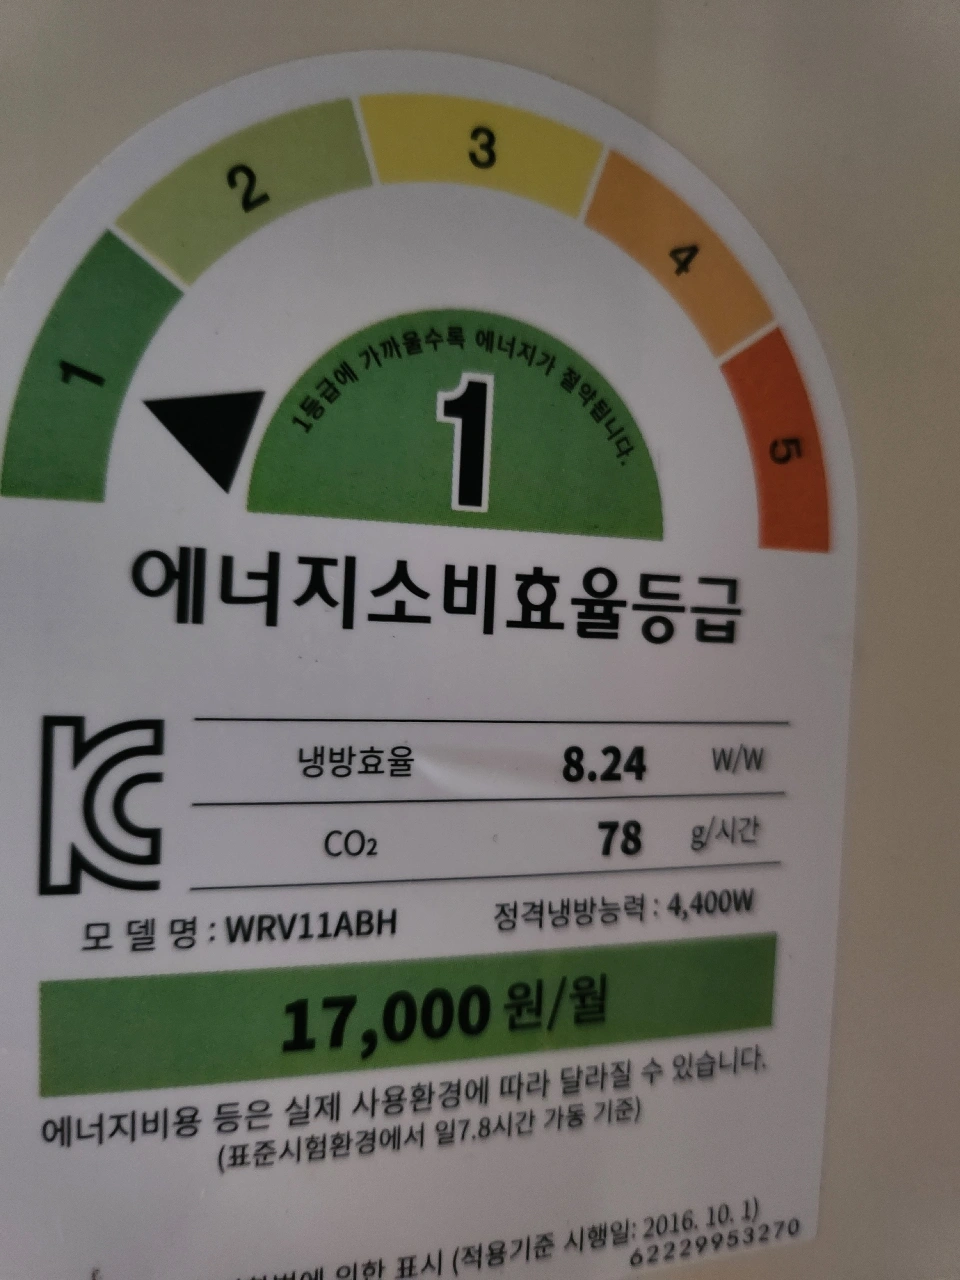 1
2
3
4
5
1등급에 가까울수록 에너지가 절약됩니다.
1
에너지소비효율등급
냉방효율 8.24 W/W
CO₂ 78 g/시간
모 델 명 : WRV11ABH 정격냉방능력 : 4,400W
17,000원/월
에너지비용 등은 실제 사용환경에 따라 달라질 수 있습니다.
(표준시험환경에서 일7.8시간 가동 기준)
의한 표시 (적용기준 시행일: 2016. 10. 1)
62229953270